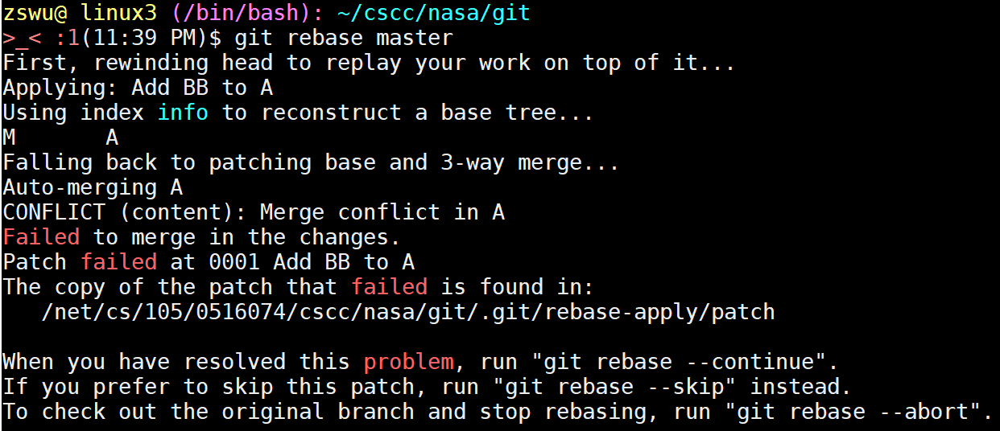 zswu@ linux3 (/bin/bash): ~/cscc/nasa/git
>_< :1(11:39 PM)$ git rebase master
First, rewinding head to replay your work on top of it...
Applying: Add BB to A
Using index info to reconstruct a base tree...
M       A
Falling back to patching base and 3-way merge...
Auto-merging A
CONFLICT (content): Merge conflict in A
Failed to merge in the changes.
Patch failed at 0001 Add BB to A
The copy of the patch that failed is found in:
   /net/cs/105/0516074/cscc/nasa/git/.git/rebase-apply/patch

When you have resolved this problem, run "git rebase --continue".
If you prefer to skip this patch, run "git rebase --skip" instead.
To check out the original branch and stop rebasing, run "git rebase --abort".